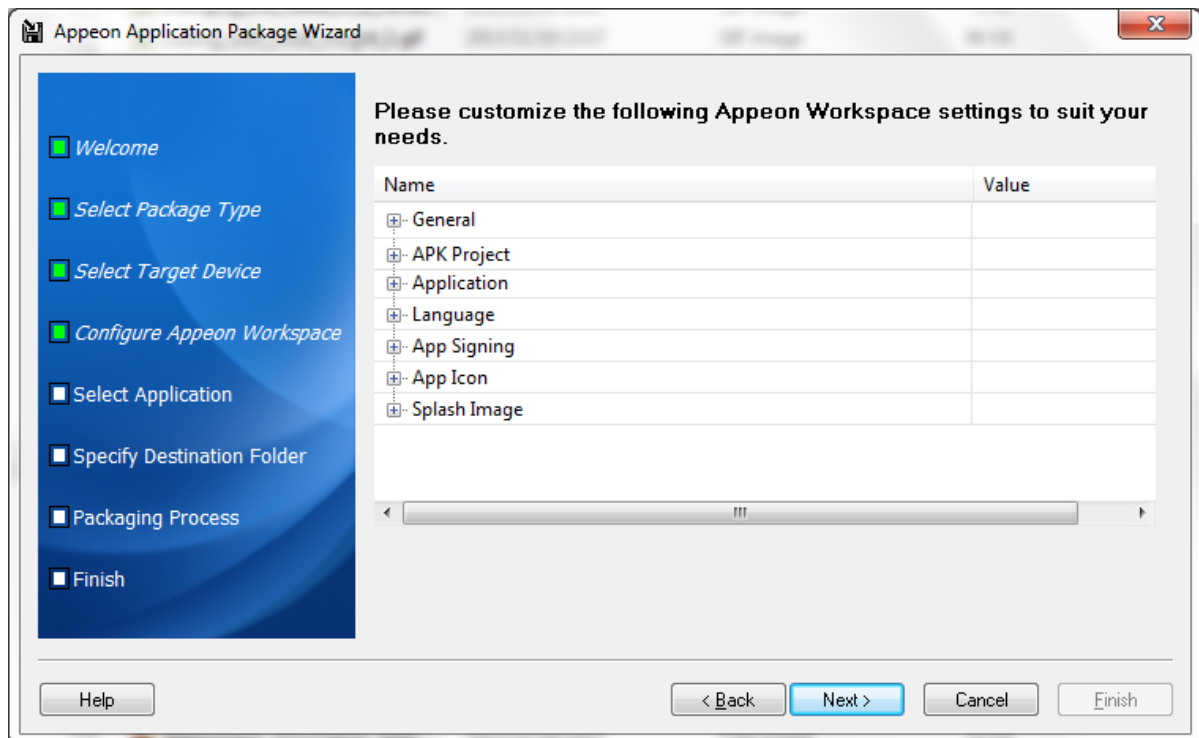 Appeon Application Package Wizard
Welcome
Select Package Type
Select Target Device
Configure Appeon Workspace
Select Application
Specify Destination Folder
Packaging Process
Finish
Please customize the following Appeon Workspace settings to suit your
needs.
Name Value
General
APK Project
Application
Language
App Signing
App Icon
Splash Image
Help < Back Next > Cancel Finish